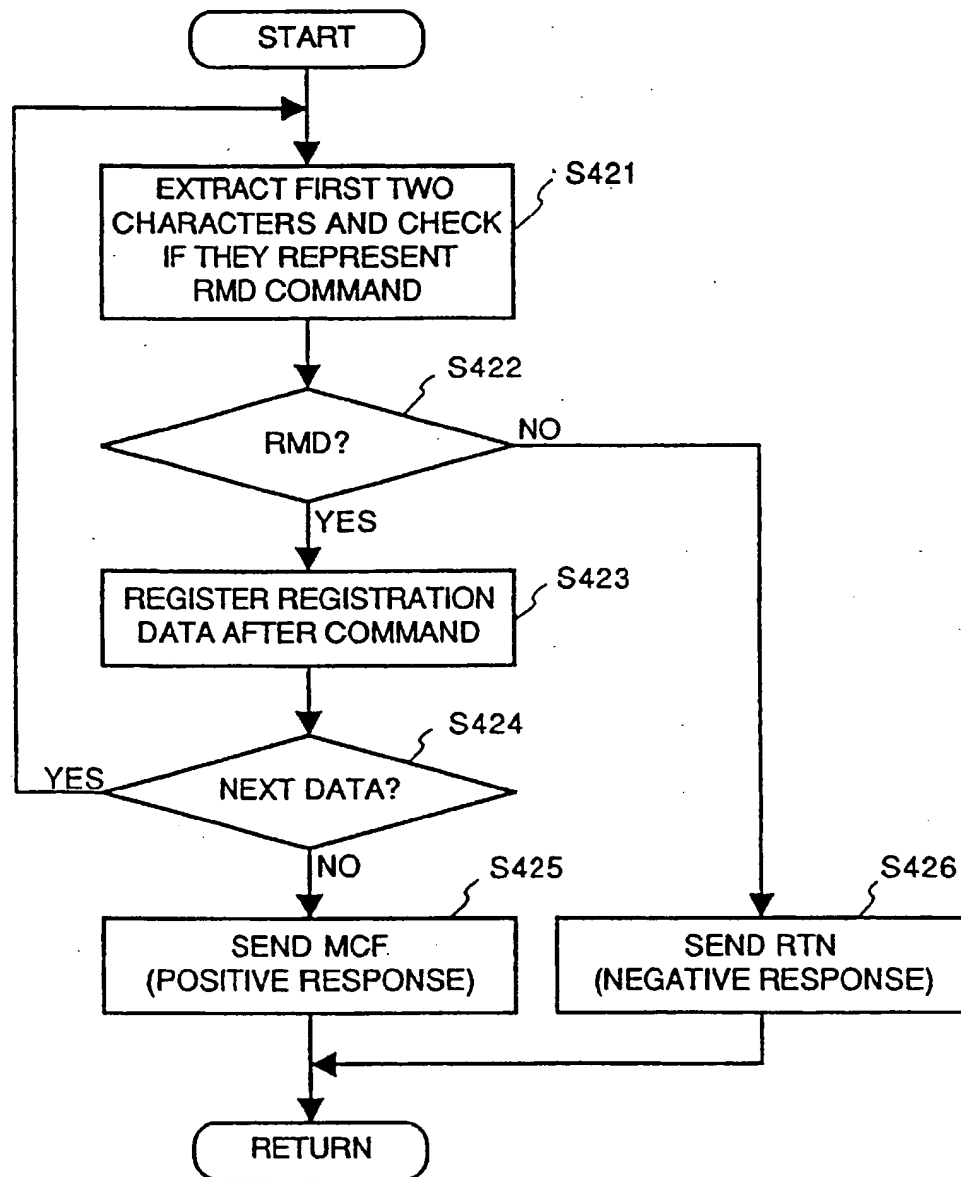 START
EXTRACT FIRST TWO
CHARACTERS AND CHECK
IF THEY REPRESENT
RMD COMMAND
S421
S422
RMD?
NO
YES
REGISTER REGISTRATION
DATA AFTER COMMAND
S423
S424
YES
NEXT DATA?
NO
S425
SEND MCF
(POSITIVE RESPONSE)
S426
SEND RTN
(NEGATIVE RESPONSE)
RETURN